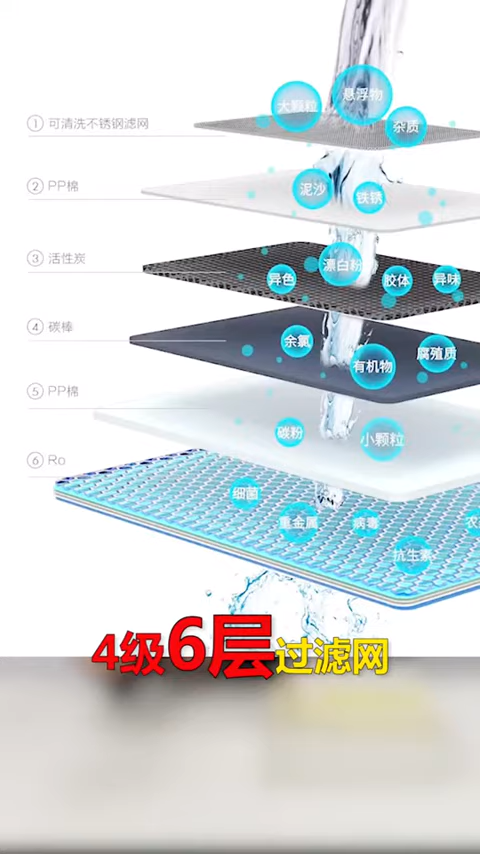 大颗粒
悬浮物
杂质
① 可清洗不锈钢滤网
泥沙
铁锈
② PP棉
漂白粉
异色
胶体
异味
③ 活性炭
余氯
有机物
腐殖质
④ 碳棒
碳粉
小颗粒
⑤ PP棉
⑥ Ro
细菌
重金属
病毒
农
抗生素
4级6层过滤网